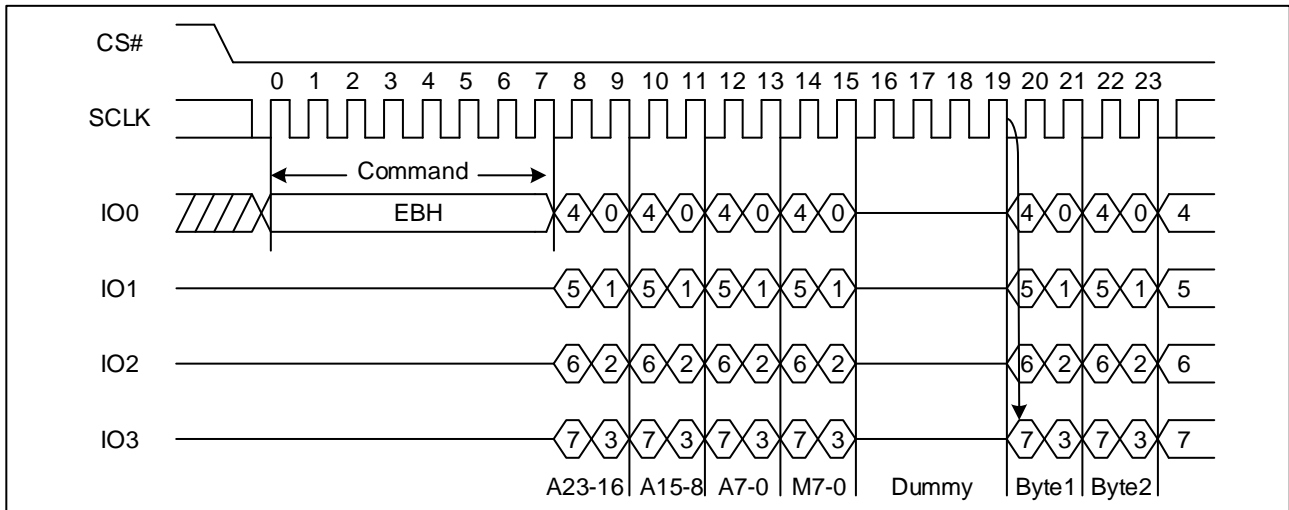 CS#
0 1 2 3 4 5 6 7 8 9 10 11 12 13 14 15 16 17 18 19 20 21 22 23
SCLK
Command
IO0 EBH 4 0 4 0 4 0 4 0 4 0 4 0 4
IO1 5 1 5 1 5 1 5 1 5 1 5 1 5
IO2 6 2 6 2 6 2 6 2 6 2 6 2 6
IO3 7 3 7 3 7 3 7 3 7 3 7 3 7
A23-16 A15-8 A7-0 M7-0 Dummy Byte1 Byte2